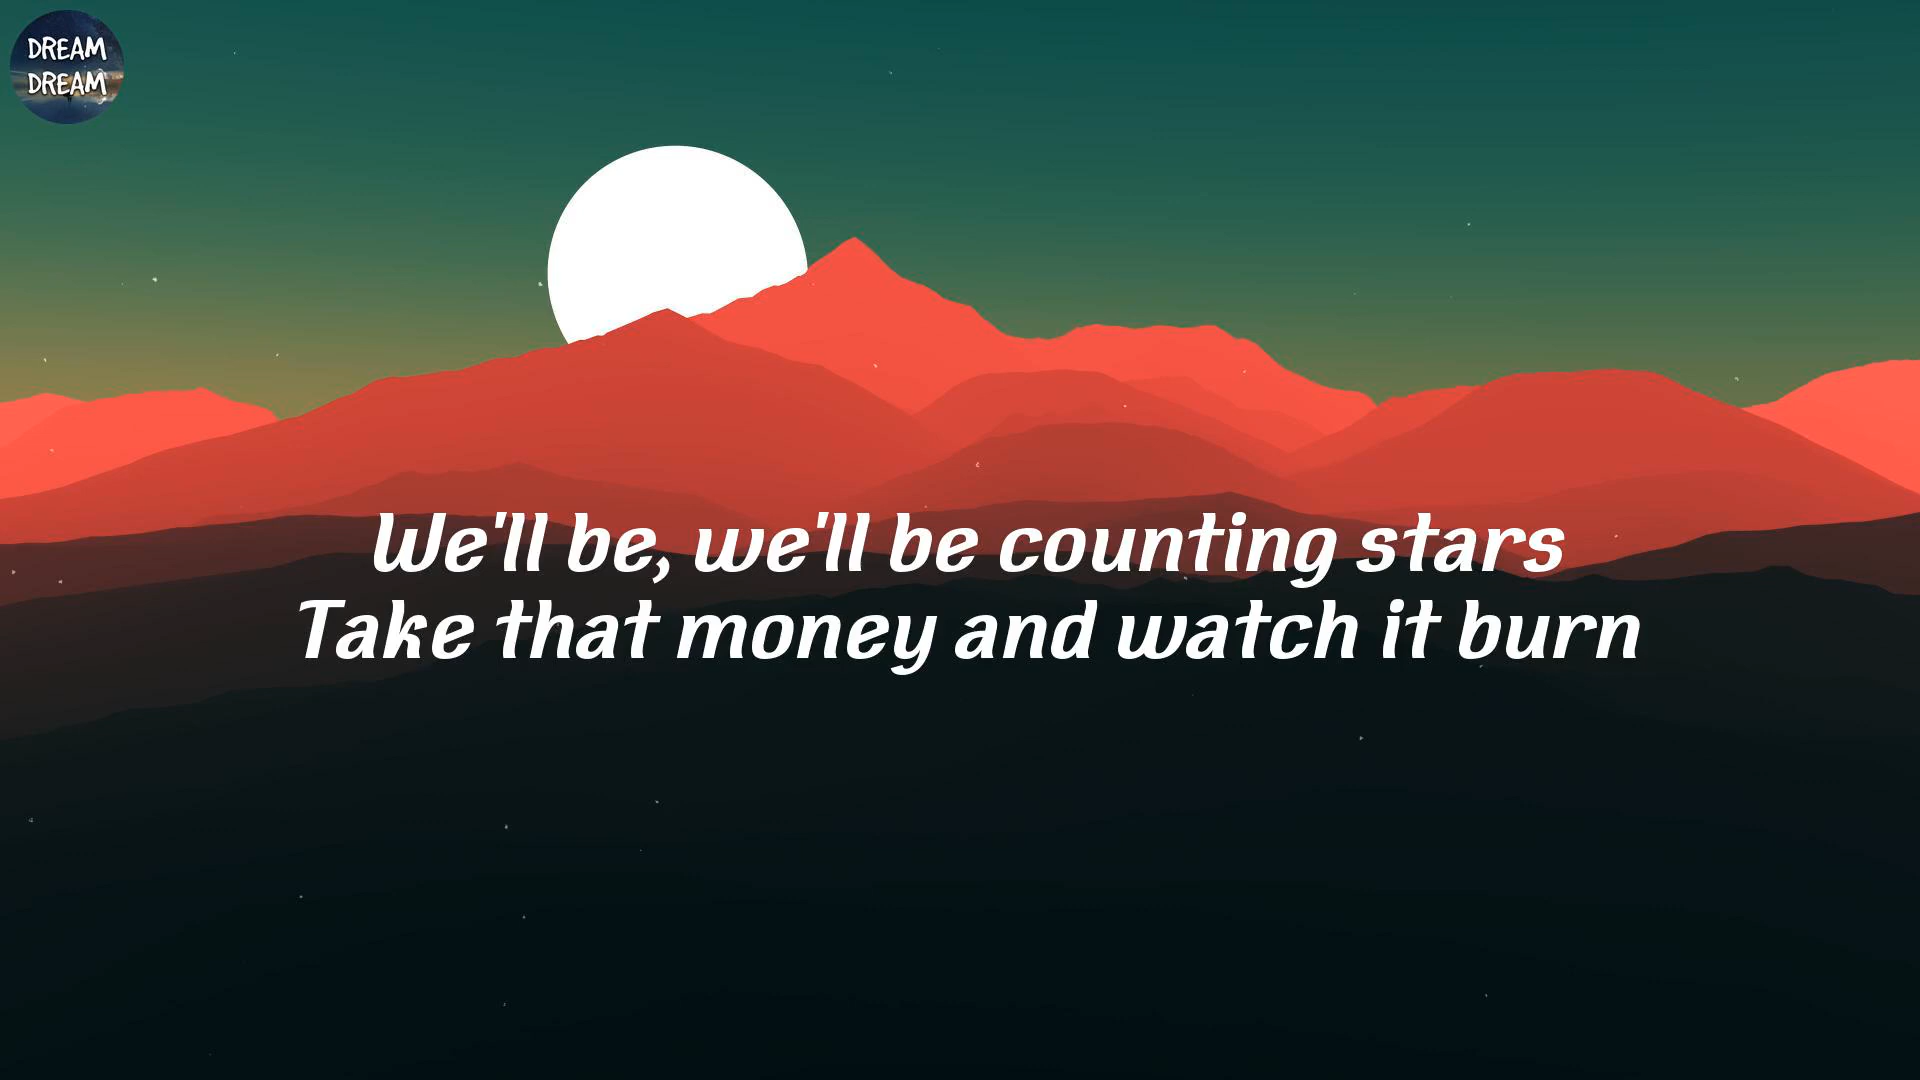 DREAM
DREAM
We'll be, we'll be counting stars
Take that money and watch it burn